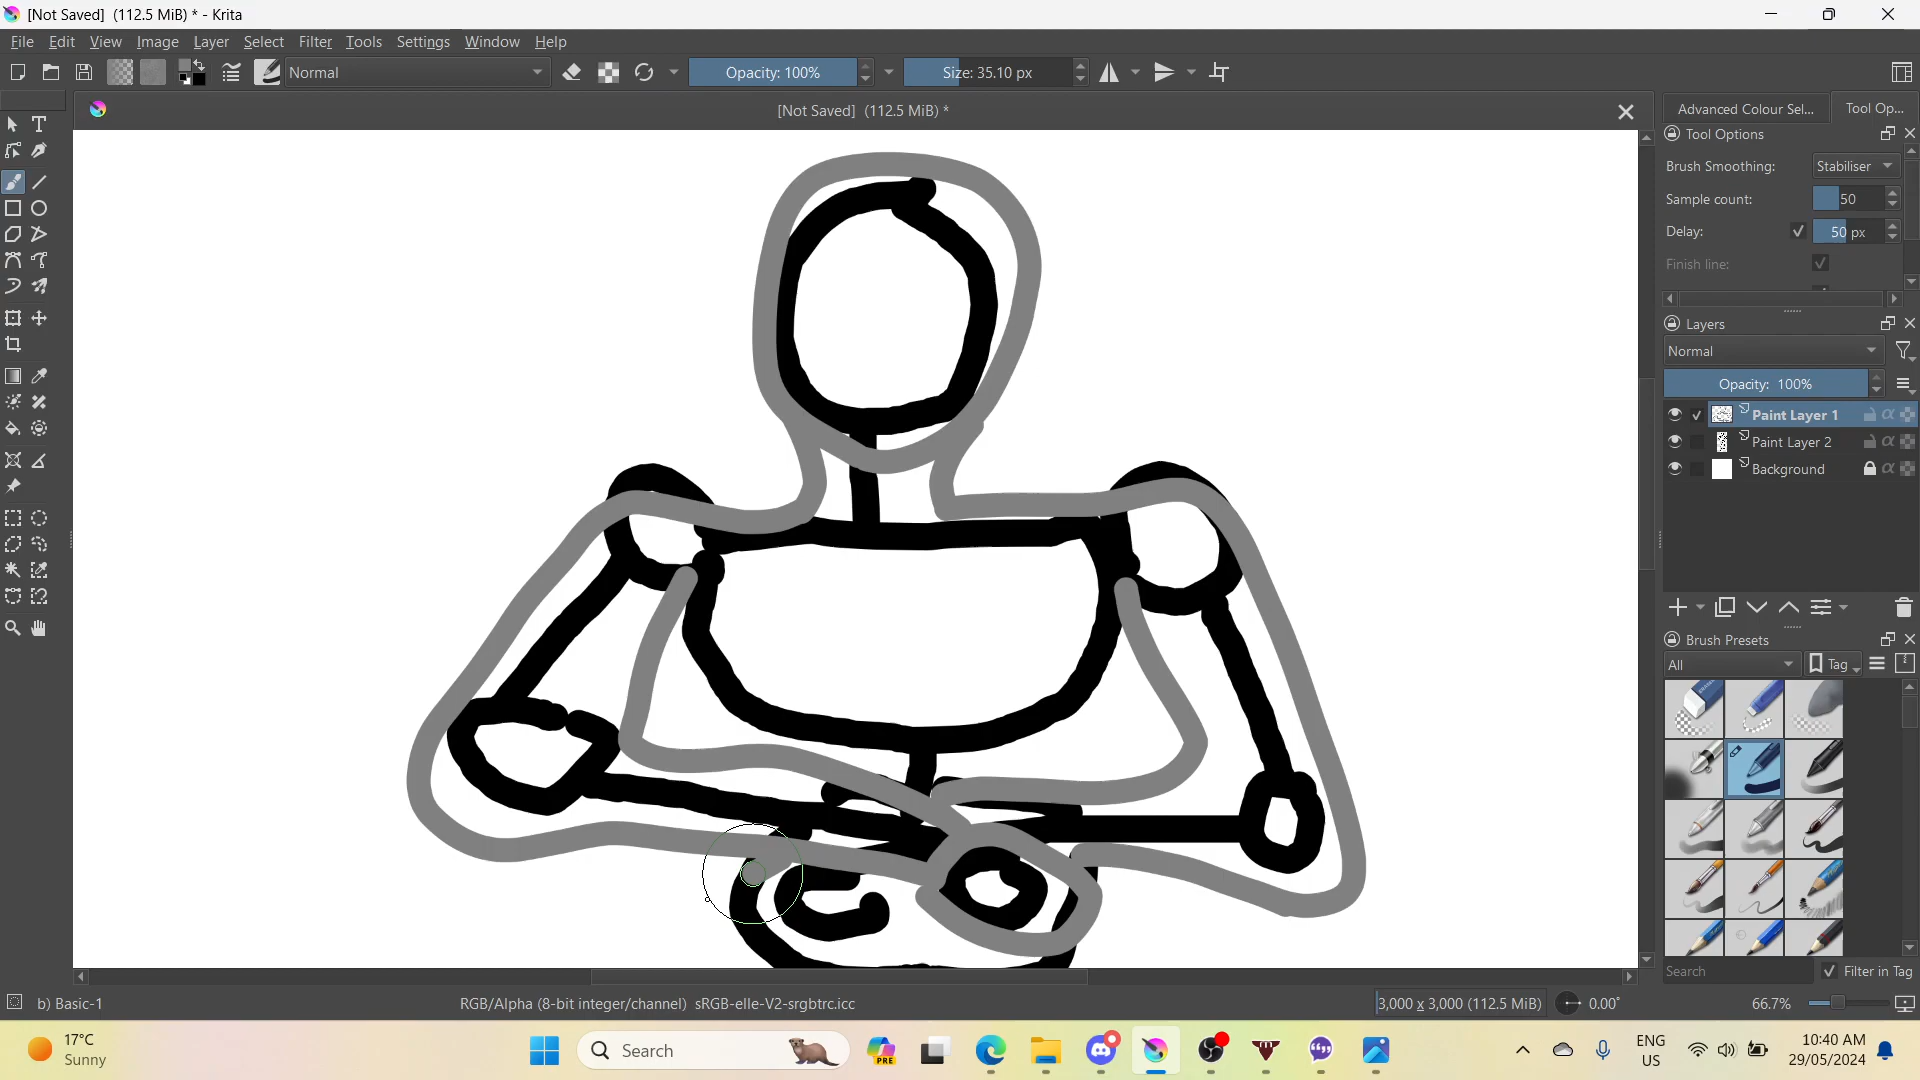 [Not Saved]  (112.5 MiB) * - Krita
File Edit View Image Layer Select Filter Tools Settings Window Help
Normal Opacity: 100% Size: 35.10 px
[Not Saved]  (112.5 MiB) *
Advanced Colour Sel... Tool Op...
Tool Options
Brush Smoothing: Stabiliser
Sample count: 50
Delay: 50 px
Finish line:
Layers
Normal
Opacity:  100%
Paint Layer 1
Paint Layer 2
Background
Brush Presets
All Tag
Search Filter in Tag
b) Basic-1 RGB/Alpha (8-bit integer/channel)  sRGB-elle-V2-srgbtrc.icc 3,000 x 3,000 (112.5 MiB) 0.00° 66.7%
17°C
Sunny
Search
PRE
ENG
US
10:40 AM
29/05/2024